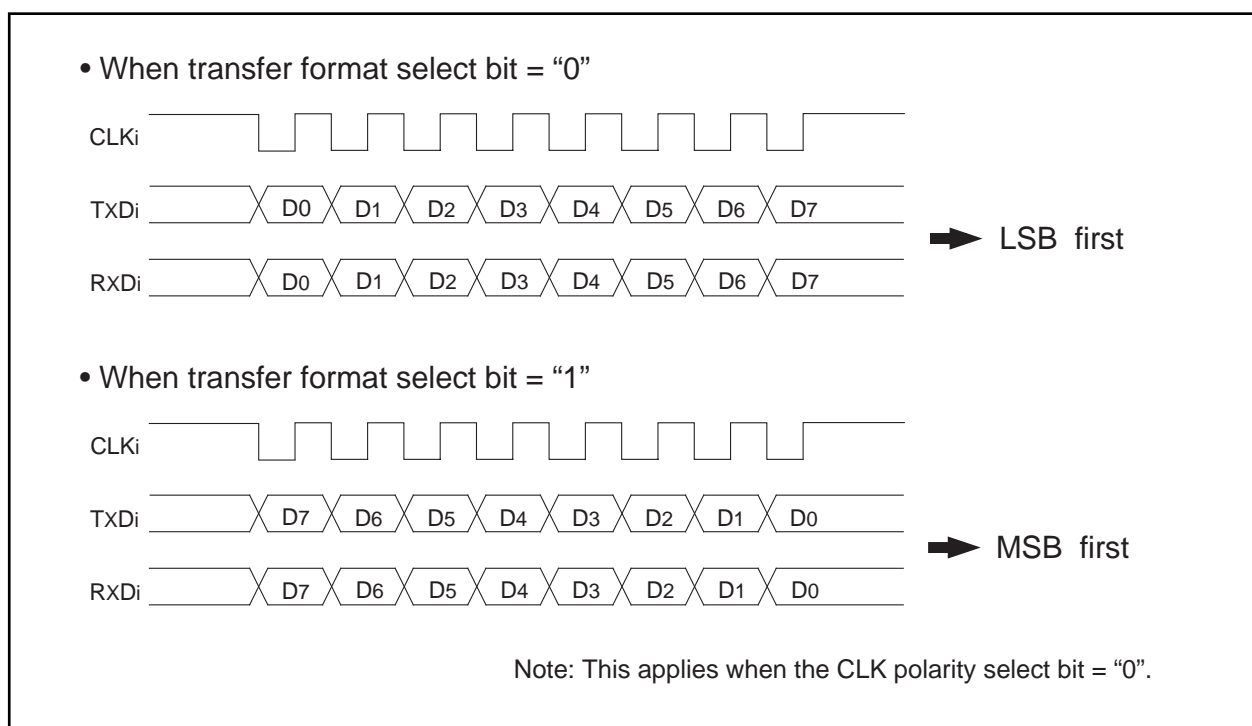 • When transfer format select bit = “0”
CLKi
TXDi D0 D1 D2 D3 D4 D5 D6 D7
LSB first
RXDi D0 D1 D2 D3 D4 D5 D6 D7
• When transfer format select bit = “1”
CLKi
TXDi D7 D6 D5 D4 D3 D2 D1 D0
MSB first
RXDi D7 D6 D5 D4 D3 D2 D1 D0
Note: This applies when the CLK polarity select bit = “0”.